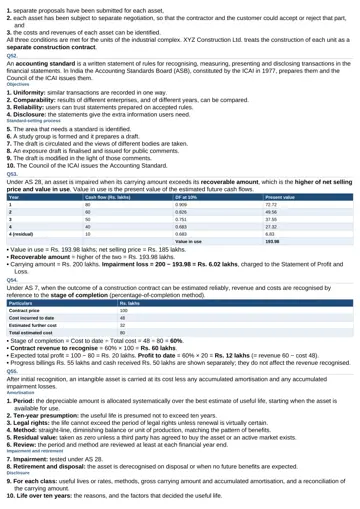 1. separate proposals have been submitted for each asset,
2. each asset has been subject to separate negotiation, so that the contractor and the customer could accept or reject that part,
and
3. the costs and revenues of each asset can be identified.
All three conditions are met for the units of the industrial complex. XYZ Construction Ltd. treats the construction of each asset as a
separate construction contract.
Q52.
An accounting standard is a written statement of rules for recognising, measuring, presenting and disclosing transactions in the
financial statements. In India the Accounting Standards Board (ASB), constituted by the ICAI in 1977, prepares them and the
Council of the ICAI issues them.
Objectives
1. Uniformity: similar transactions are recorded in one way.
2. Comparability: results of different enterprises, and of different years, can be compared.
3. Reliability: users can trust statements prepared on accepted rules.
4. Disclosure: the statements give the extra information users need.
Standard-setting process
5. The area that needs a standard is identified.
6. A study group is formed and it prepares a draft.
7. The draft is circulated and the views of different bodies are taken.
8. An exposure draft is finalised and issued for public comments.
9. The draft is modified in the light of those comments.
10. The Council of the ICAI issues the Accounting Standard.
Q53.
Under AS 28, an asset is impaired when its carrying amount exceeds its recoverable amount, which is the higher of net selling
price and value in use. Value in use is the present value of the estimated future cash flows.
Year Cash flow (Rs. lakhs) DF at 10% Present value
1 80 0.909 72.72
2 60 0.826 49.56
3 50 0.751 37.55
4 40 0.683 27.32
4 (residual) 10 0.683 6.83
Value in use 193.98
• Value in use = Rs. 193.98 lakhs; net selling price = Rs. 185 lakhs.
• Recoverable amount = higher of the two = Rs. 193.98 lakhs.
• Carrying amount = Rs. 200 lakhs. Impairment loss = 200 − 193.98 = Rs. 6.02 lakhs, charged to the Statement of Profit and
Loss.
Q54.
Under AS 7, when the outcome of a construction contract can be estimated reliably, revenue and costs are recognised by
reference to the stage of completion (percentage-of-completion method).
Particulars Rs. lakhs
Contract price 100
Cost incurred to date 48
Estimated further cost 32
Total estimated cost 80
• Stage of completion = Cost to date ÷ Total cost = 48 ÷ 80 = 60%.
• Contract revenue to recognise = 60% × 100 = Rs. 60 lakhs.
• Expected total profit = 100 − 80 = Rs. 20 lakhs. Profit to date = 60% × 20 = Rs. 12 lakhs (= revenue 60 − cost 48).
• Progress billings Rs. 55 lakhs and cash received Rs. 50 lakhs are shown separately; they do not affect the revenue recognised.
Q55.
After initial recognition, an intangible asset is carried at its cost less any accumulated amortisation and any accumulated
impairment losses.
Amortisation
1. Period: the depreciable amount is allocated systematically over the best estimate of useful life, starting when the asset is
available for use.
2. Ten-year presumption: the useful life is presumed not to exceed ten years.
3. Legal rights: the life cannot exceed the period of legal rights unless renewal is virtually certain.
4. Method: straight-line, diminishing balance or unit of production, matching the pattern of benefits.
5. Residual value: taken as zero unless a third party has agreed to buy the asset or an active market exists.
6. Review: the period and method are reviewed at least at each financial year end.
Impairment and retirement
7. Impairment: tested under AS 28.
8. Retirement and disposal: the asset is derecognised on disposal or when no future benefits are expected.
Disclosure
9. For each class: useful lives or rates, methods, gross carrying amount and accumulated amortisation, and a reconciliation of
the carrying amount.
10. Life over ten years: the reasons, and the factors that decided the useful life.